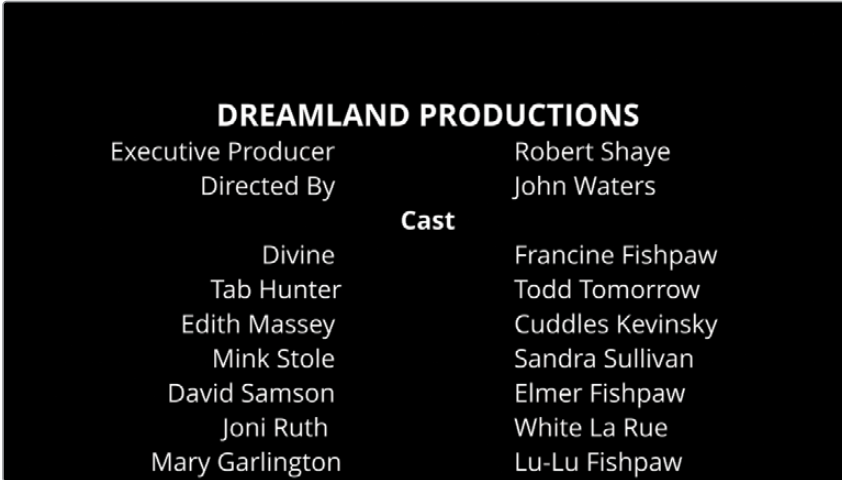 DREAMLAND PRODUCTIONS
Executive Producer Robert Shaye
Directed By John Waters
Cast
Divine Francine Fishpaw
Tab Hunter Todd Tomorrow
Edith Massey Cuddles Kevinsky
Mink Stole Sandra Sullivan
David Samson Elmer Fishpaw
Joni Ruth White La Rue
Mary Garlington Lu-Lu Fishpaw